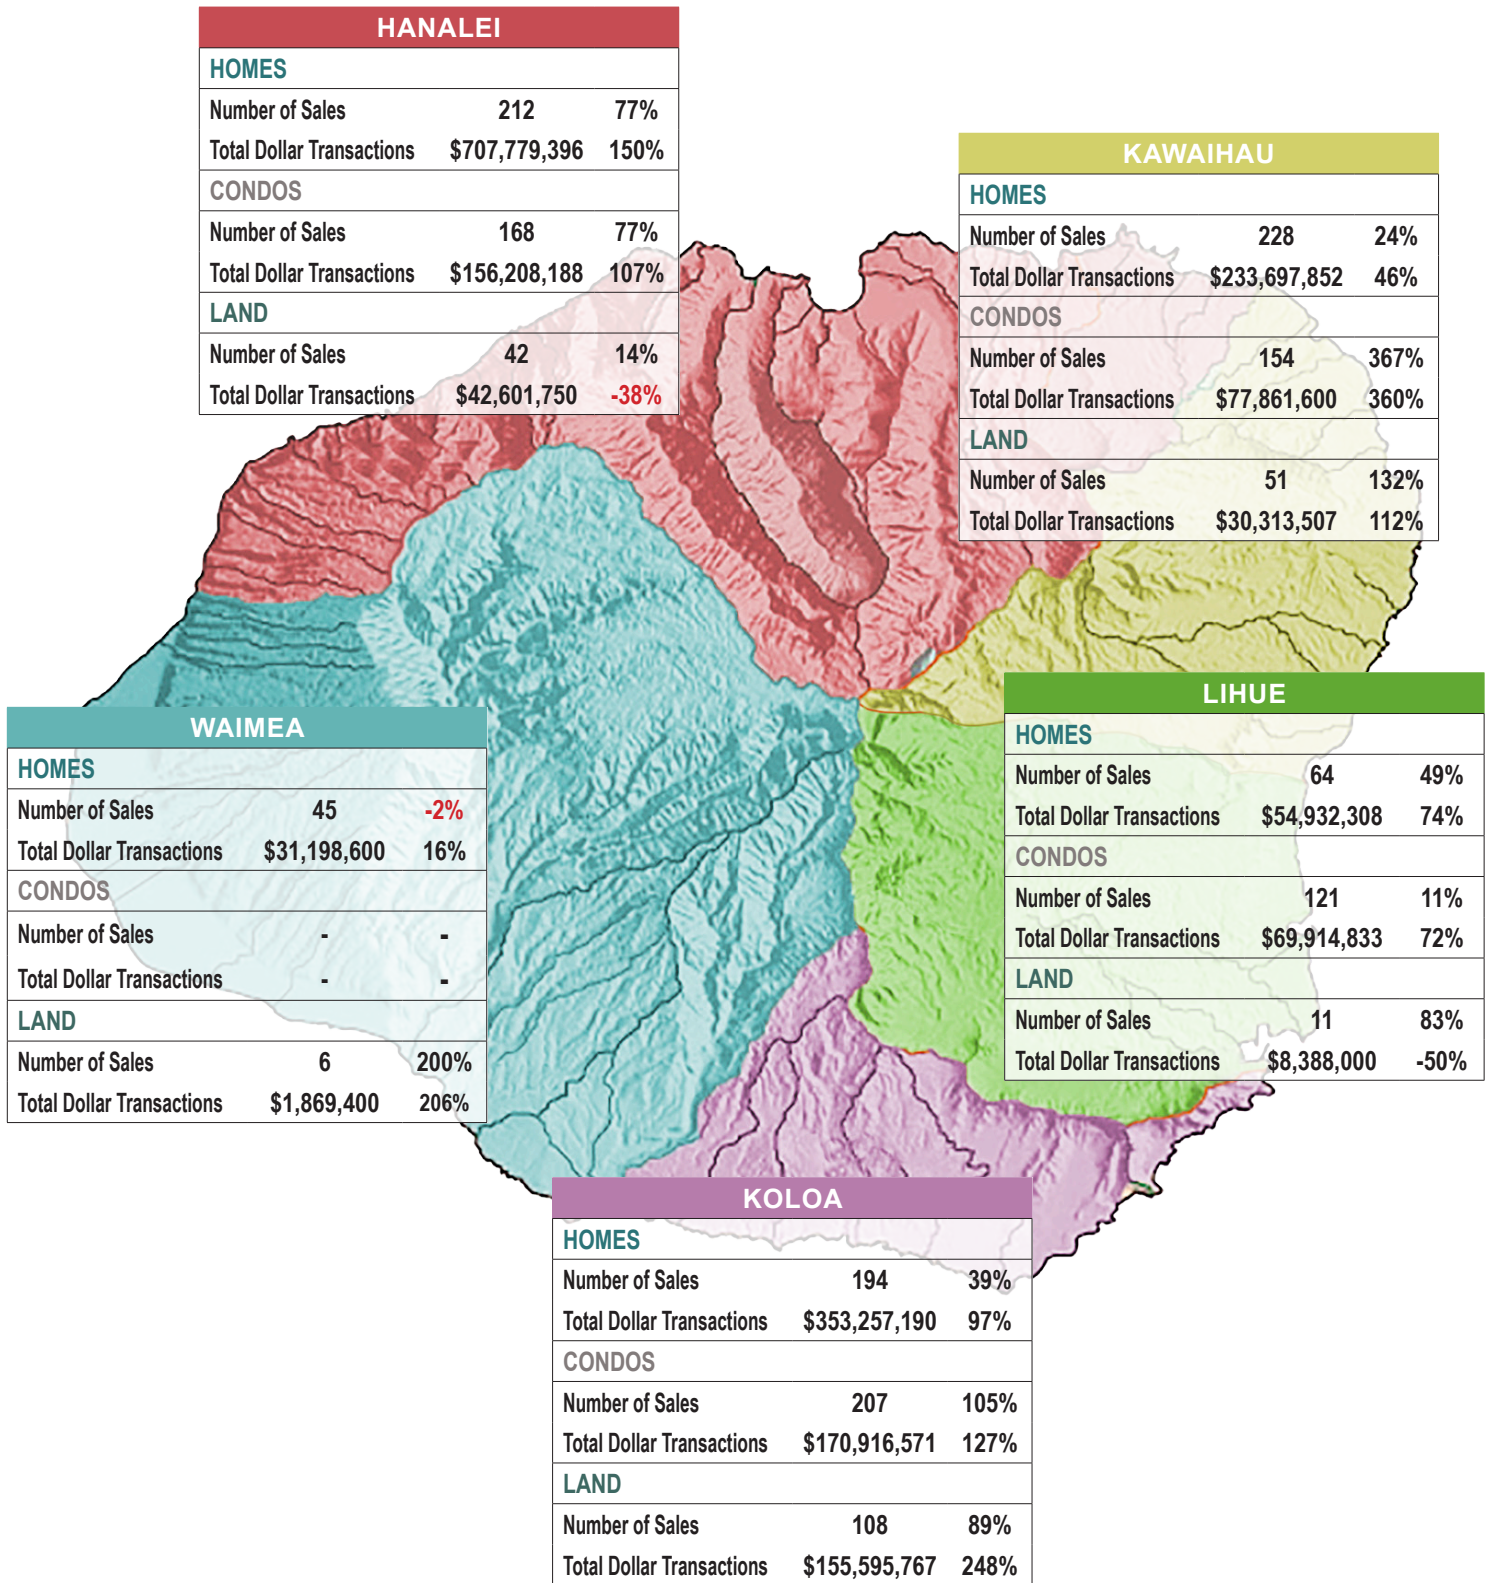 HANALEI
HOMES
Number of Sales 212 77%
Total Dollar Transactions $707,779,396 150%
CONDOS
Number of Sales 168 77%
Total Dollar Transactions $156,208,188 107%
LAND
Number of Sales 42 14%
Total Dollar Transactions $42,601,750 -38%
KAWAIHAU
HOMES
Number of Sales 228 24%
Total Dollar Transactions $233,697,852 46%
CONDOS
Number of Sales 154 367%
Total Dollar Transactions $77,861,600 360%
LAND
Number of Sales 51 132%
Total Dollar Transactions $30,313,507 112%
WAIMEA
HOMES
Number of Sales 45 -2%
Total Dollar Transactions $31,198,600 16%
CONDOS
Number of Sales - -
Total Dollar Transactions - -
LAND
Number of Sales 6 200%
Total Dollar Transactions $1,869,400 206%
LIHUE
HOMES
Number of Sales 64 49%
Total Dollar Transactions $54,932,308 74%
CONDOS
Number of Sales 121 11%
Total Dollar Transactions $69,914,833 72%
LAND
Number of Sales 11 83%
Total Dollar Transactions $8,388,000 -50%
KOLOA
HOMES
Number of Sales 194 39%
Total Dollar Transactions $353,257,190 97%
CONDOS
Number of Sales 207 105%
Total Dollar Transactions $170,916,571 127%
LAND
Number of Sales 108 89%
Total Dollar Transactions $155,595,767 248%